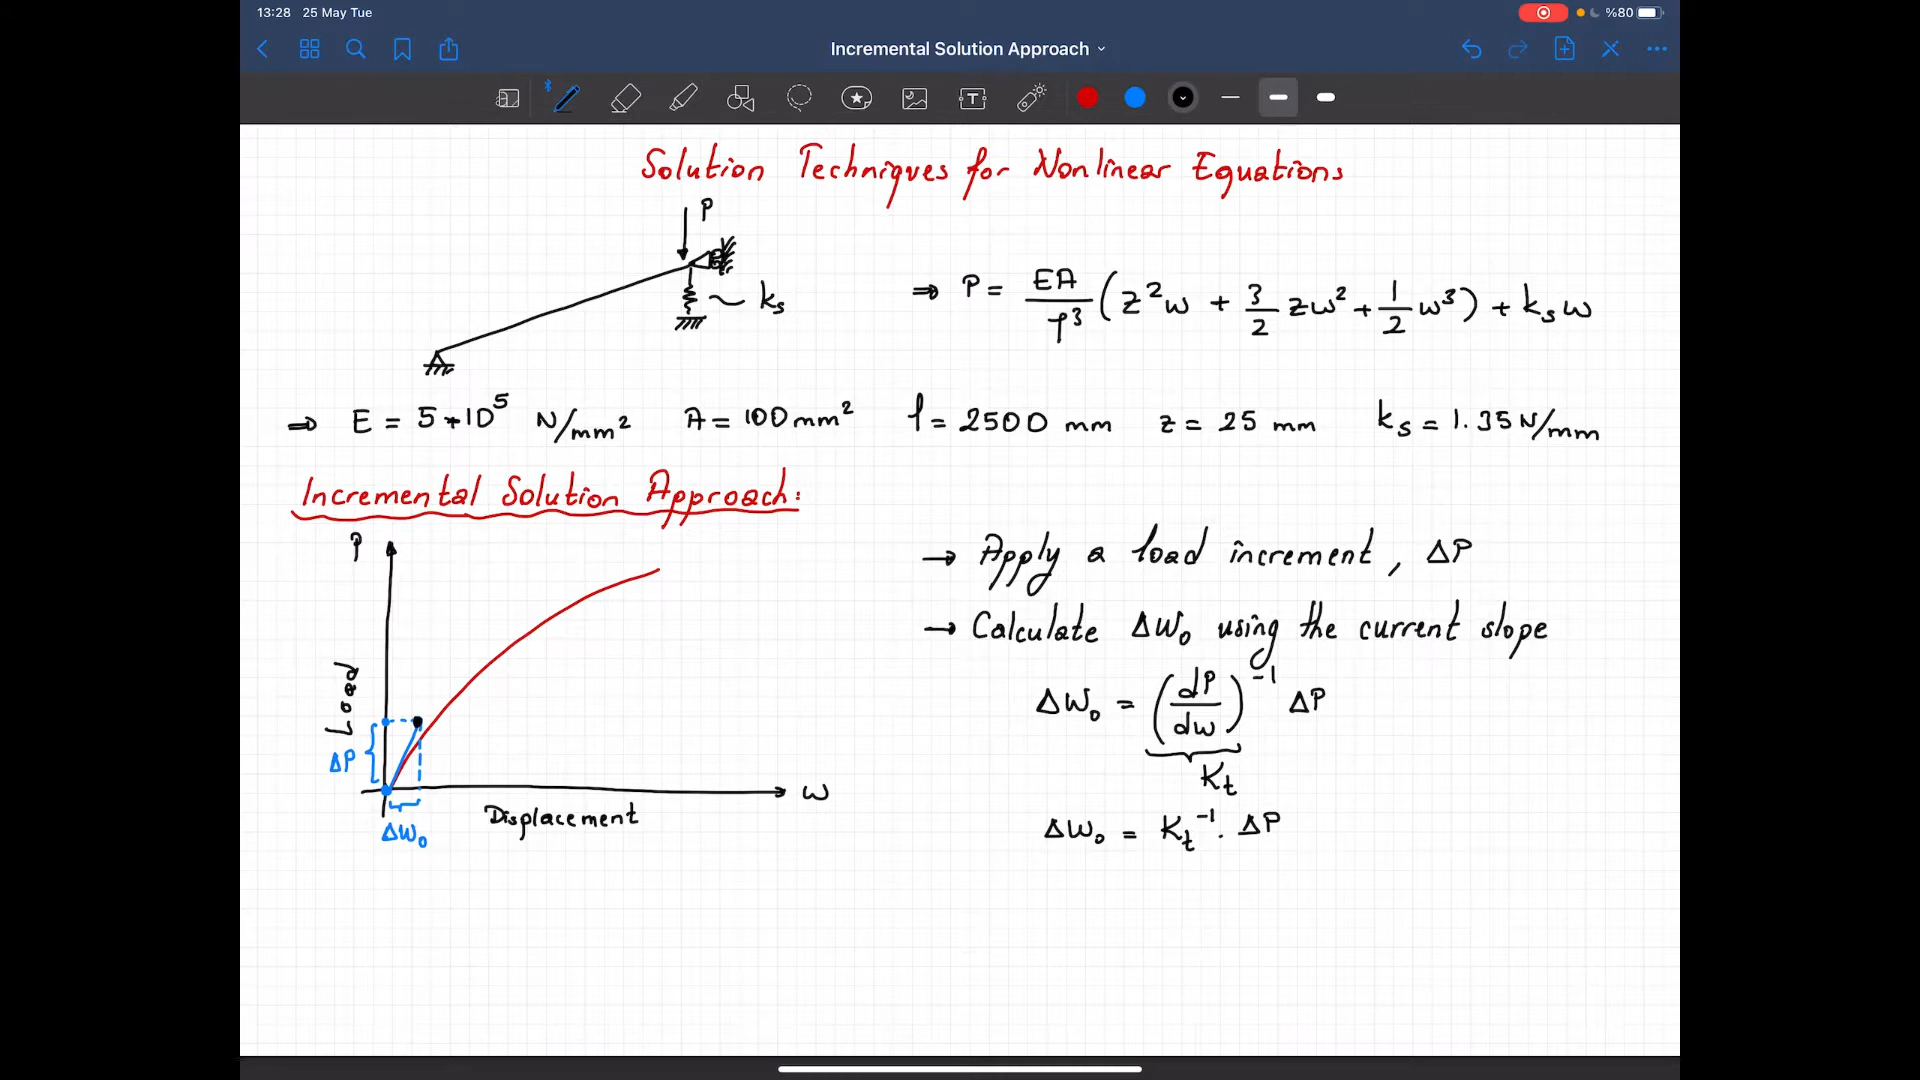 13:28 25 May Tue
%80
Incremental Solution Approach
Solution Techniques for Nonlinear Equations
P
ks
⇒ P = EA/l³ (z²w + 3/2 zw² + 1/2 w³) + ksw
⇒ E = 5*10⁵ N/mm² A = 100 mm² l = 2500 mm z = 25 mm ks = 1.35 N/mm
Incremental Solution Approach:
P
Load
ΔP
ΔW₀
Displacement
w
→ Apply a load increment, ΔP
→ Calculate ΔW₀ using the current slope
ΔW₀ = (dP/dw)⁻¹ ΔP
Kt
ΔW₀ = Kt⁻¹ . ΔP